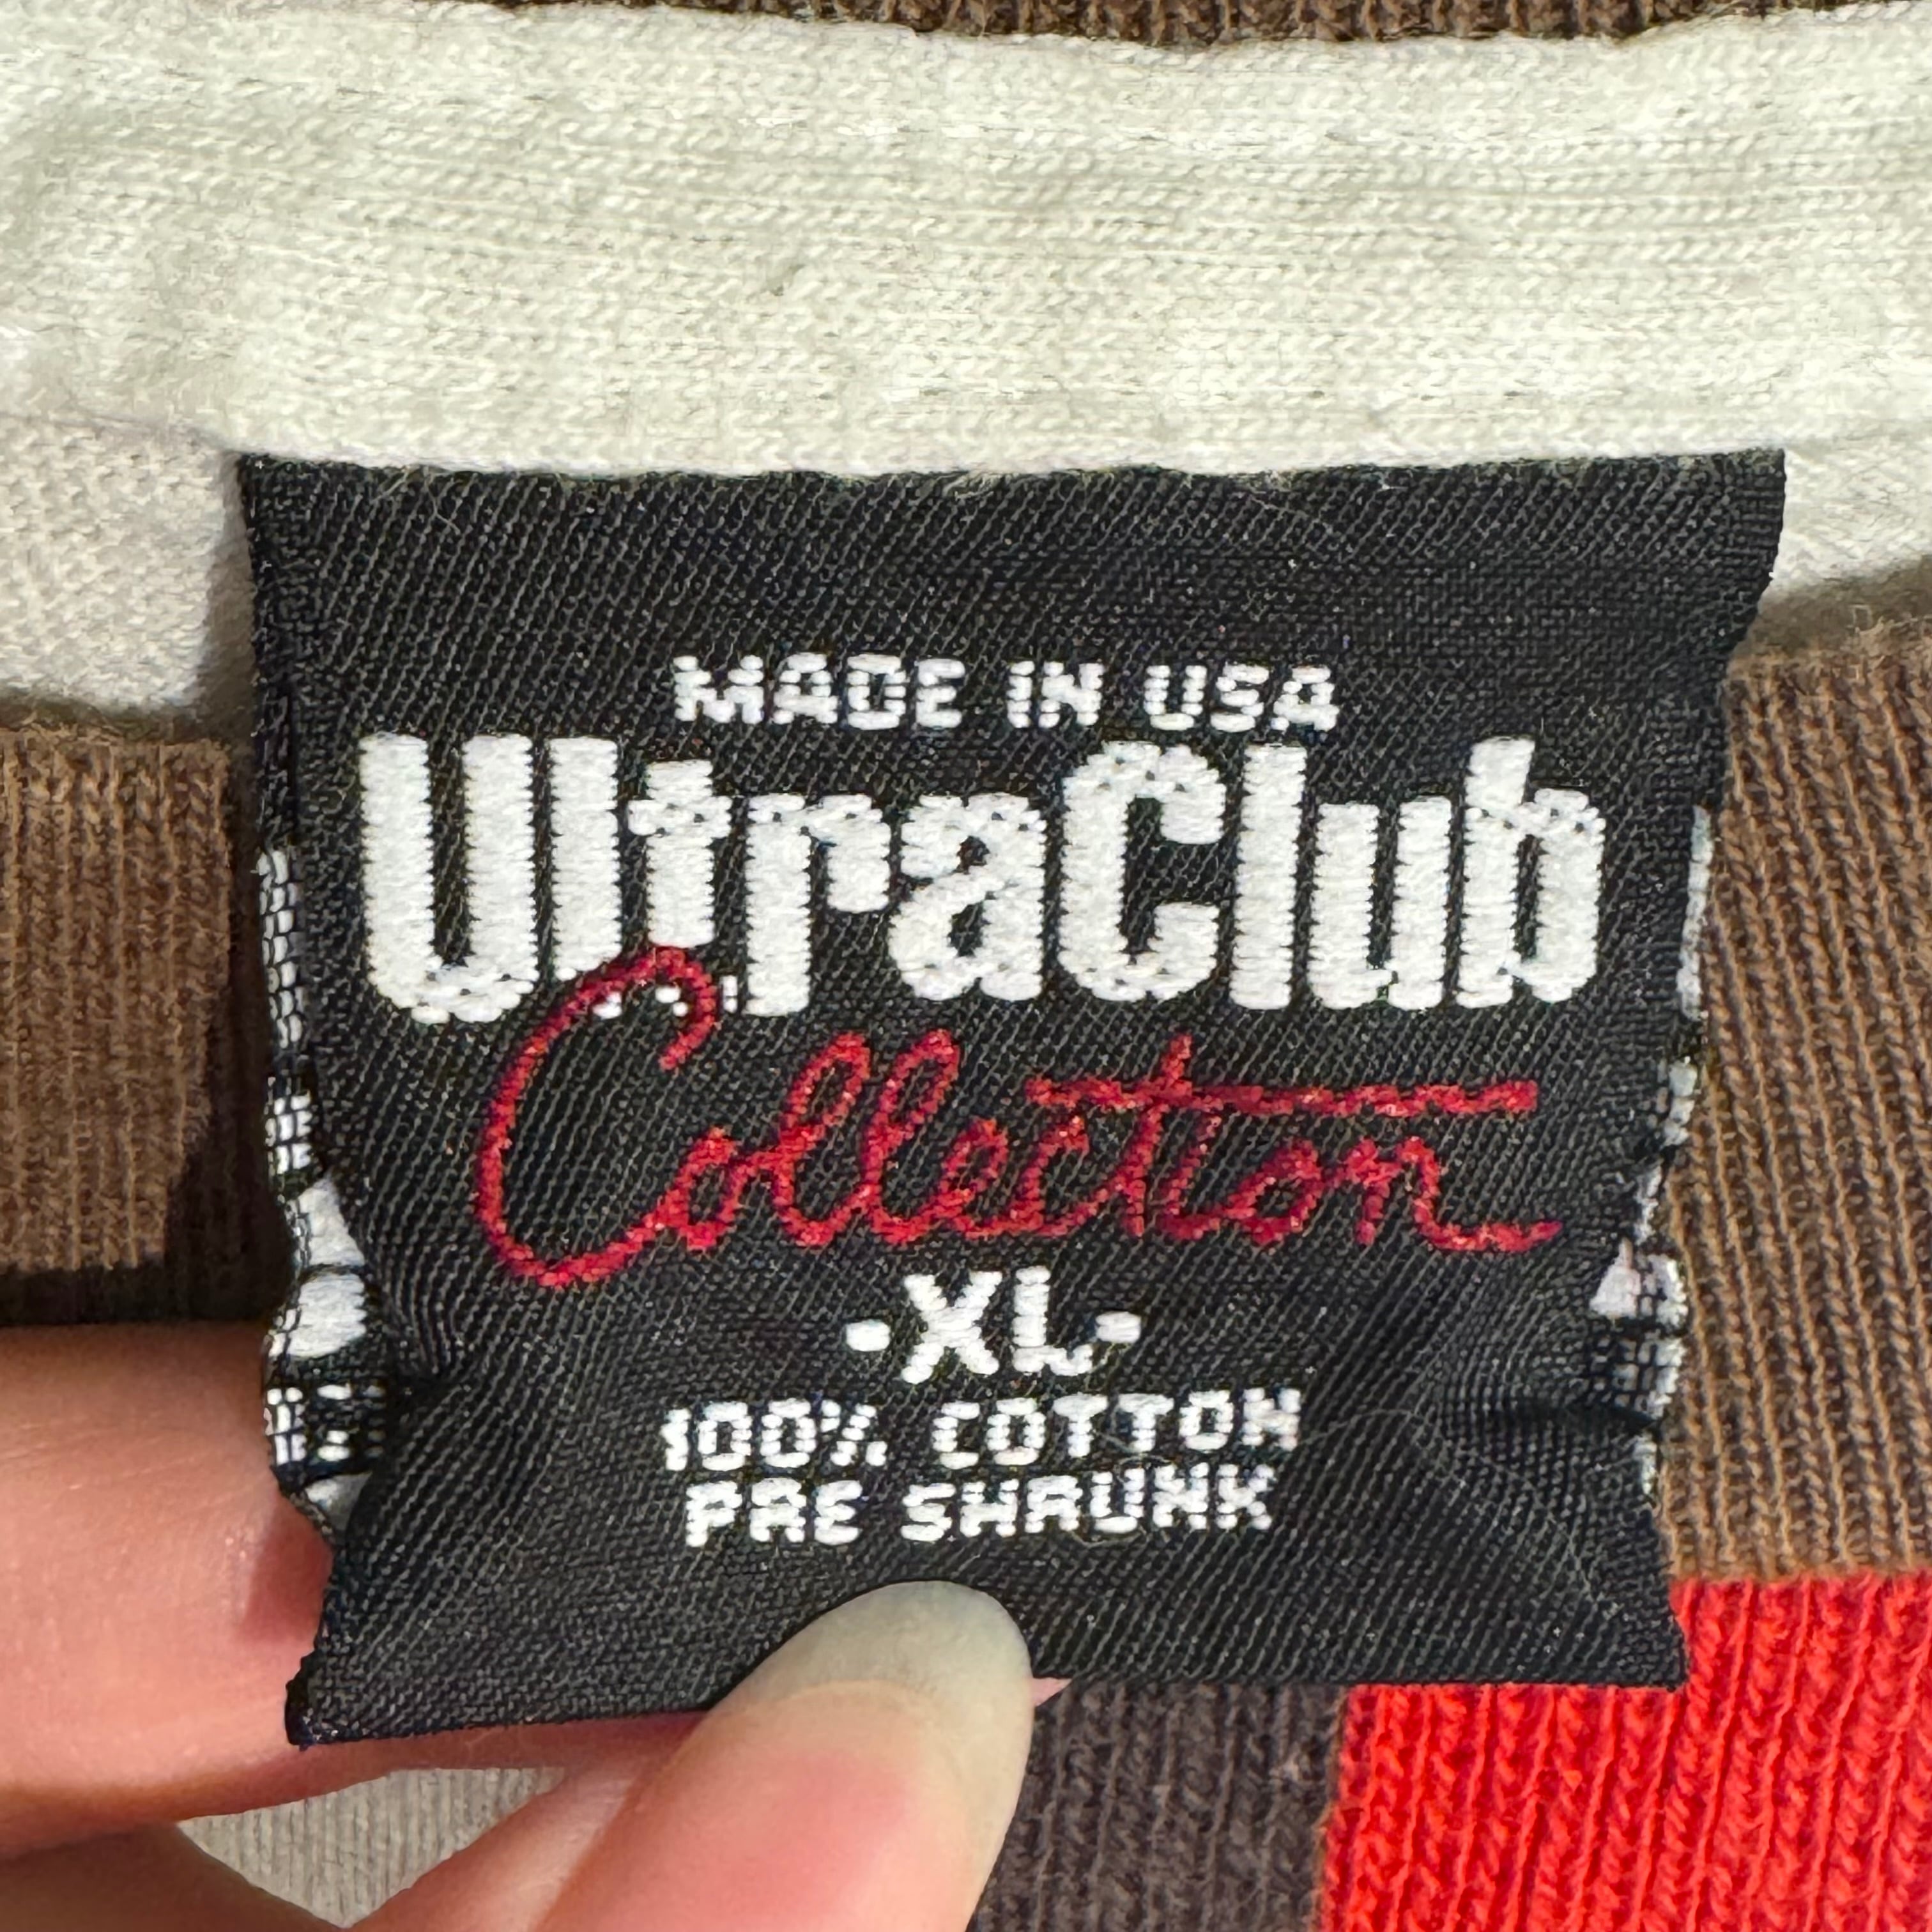 MADE IN USA
UltraClub
Collection
-XL-
100% COTTON
PRE SHRUNK